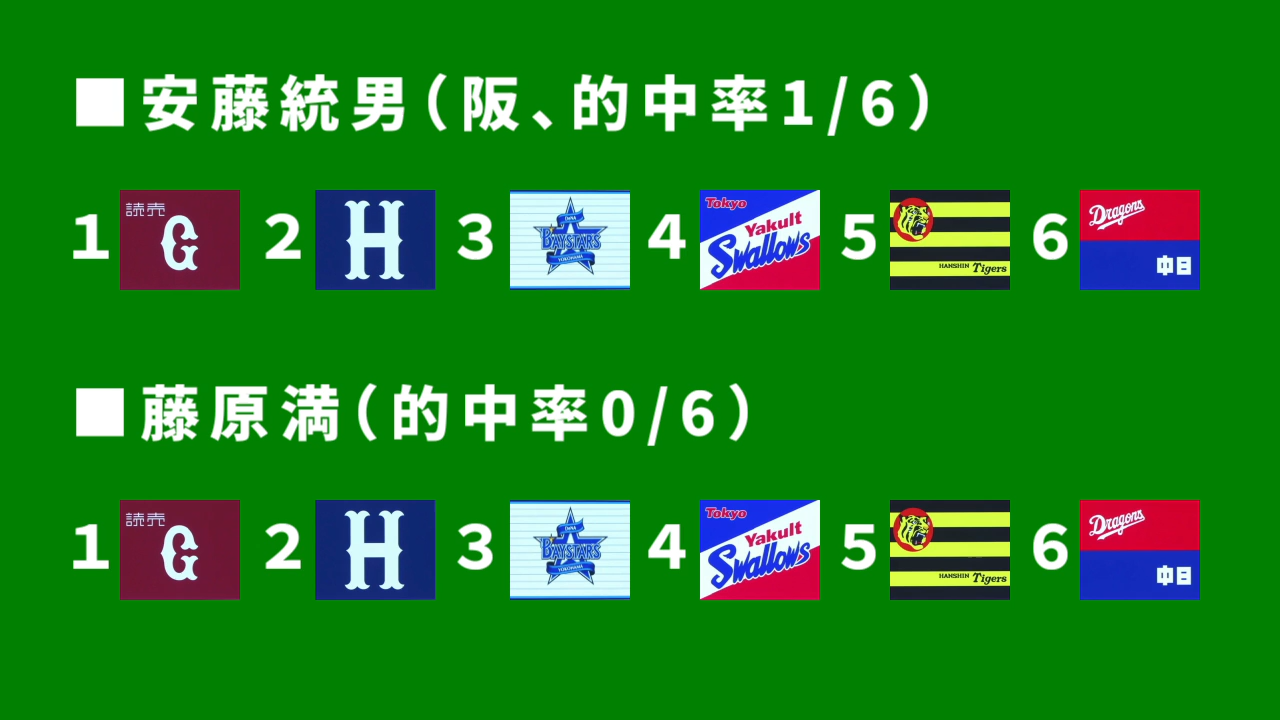 ■安藤統男(阪、的中率1/6)
1 読売 G 2 H 3 DeNA BAYSTARS YOKOHAMA 4 Tokyo Yakult Swallows 5 HANSHIN Tigers 6 Dragons 中日
■藤原満(的中率0/6)
1 読売 G 2 H 3 DeNA BAYSTARS YOKOHAMA 4 Tokyo Yakult Swallows 5 HANSHIN Tigers 6 Dragons 中日